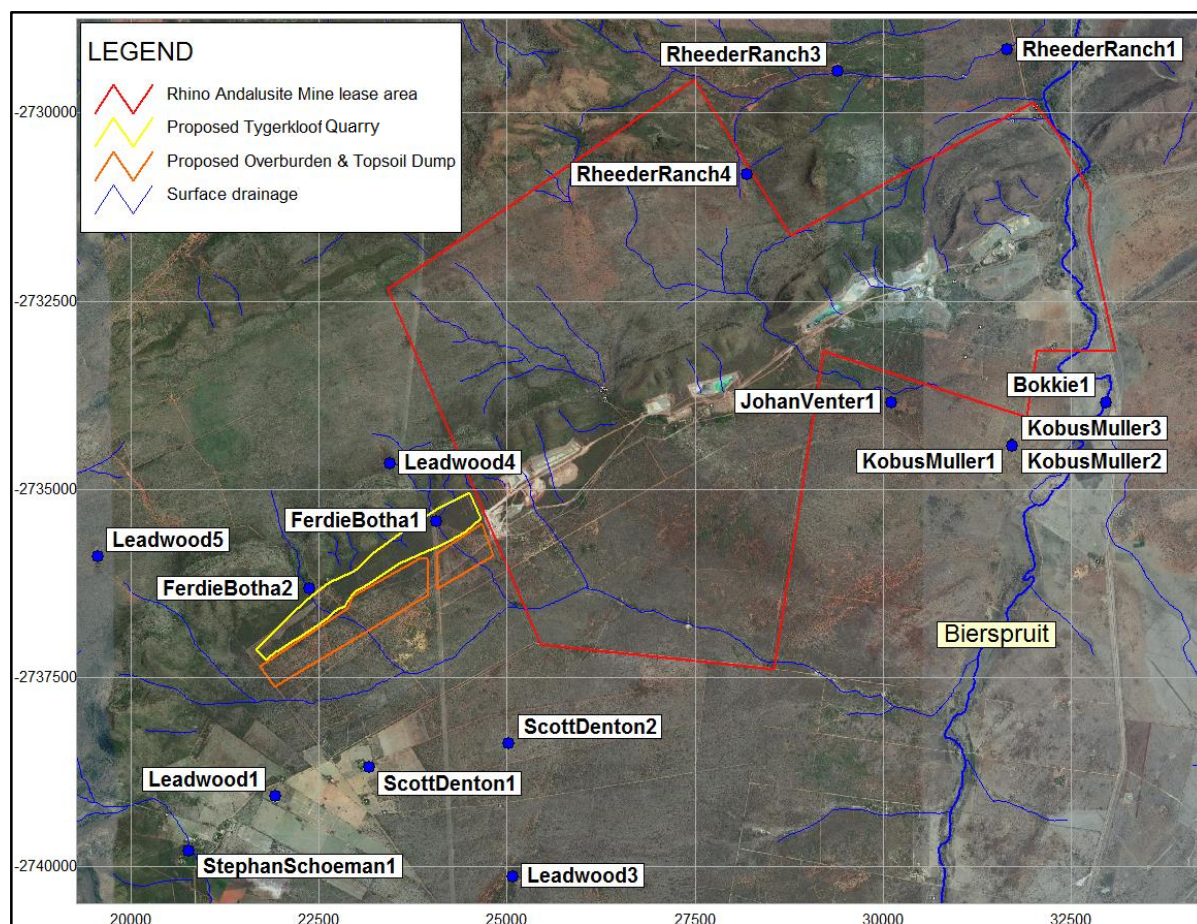 LEGEND
Rhino Andalusite Mine lease area
Proposed Tygerkloof Quarry
Proposed Overburden & Topsoil Dump
Surface drainage
RheederRanch3
RheederRanch1
-2730000
RheederRanch4
-2732500
Bokkie1
JohanVenter1
KobusMuller3
KobusMuller1
KobusMuller2
Leadwood4
-2735000
FerdieBotha1
Leadwood5
FerdieBotha2
Bierspruit
-2737500
ScottDenton2
Leadwood1
ScottDenton1
-2740000
StephanSchoeman1
Leadwood3
20000
22500
25000
27500
30000
32500